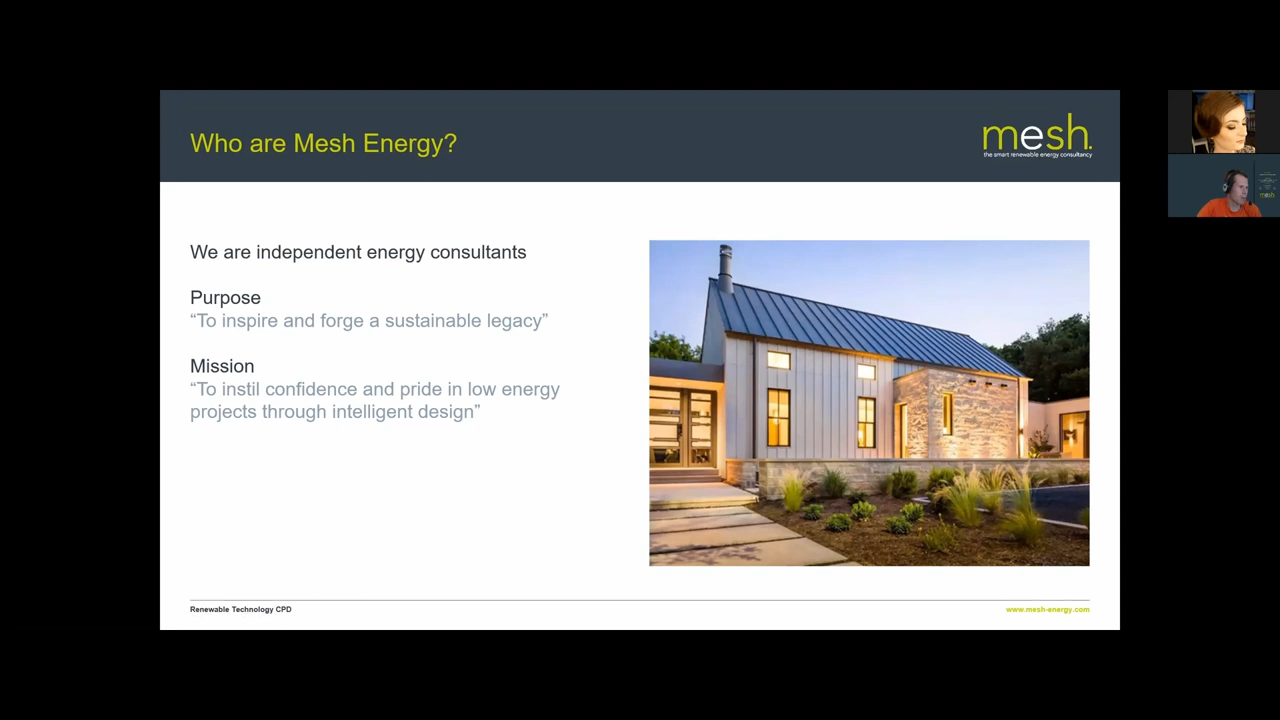 Who are Mesh Energy?
mesh.
the smart renewable energy consultancy
We are independent energy consultants
Purpose
“To inspire and forge a sustainable legacy”
Mission
“To instil confidence and pride in low energy
projects through intelligent design”
Renewable Technology CPD
www.mesh-energy.com
mesh